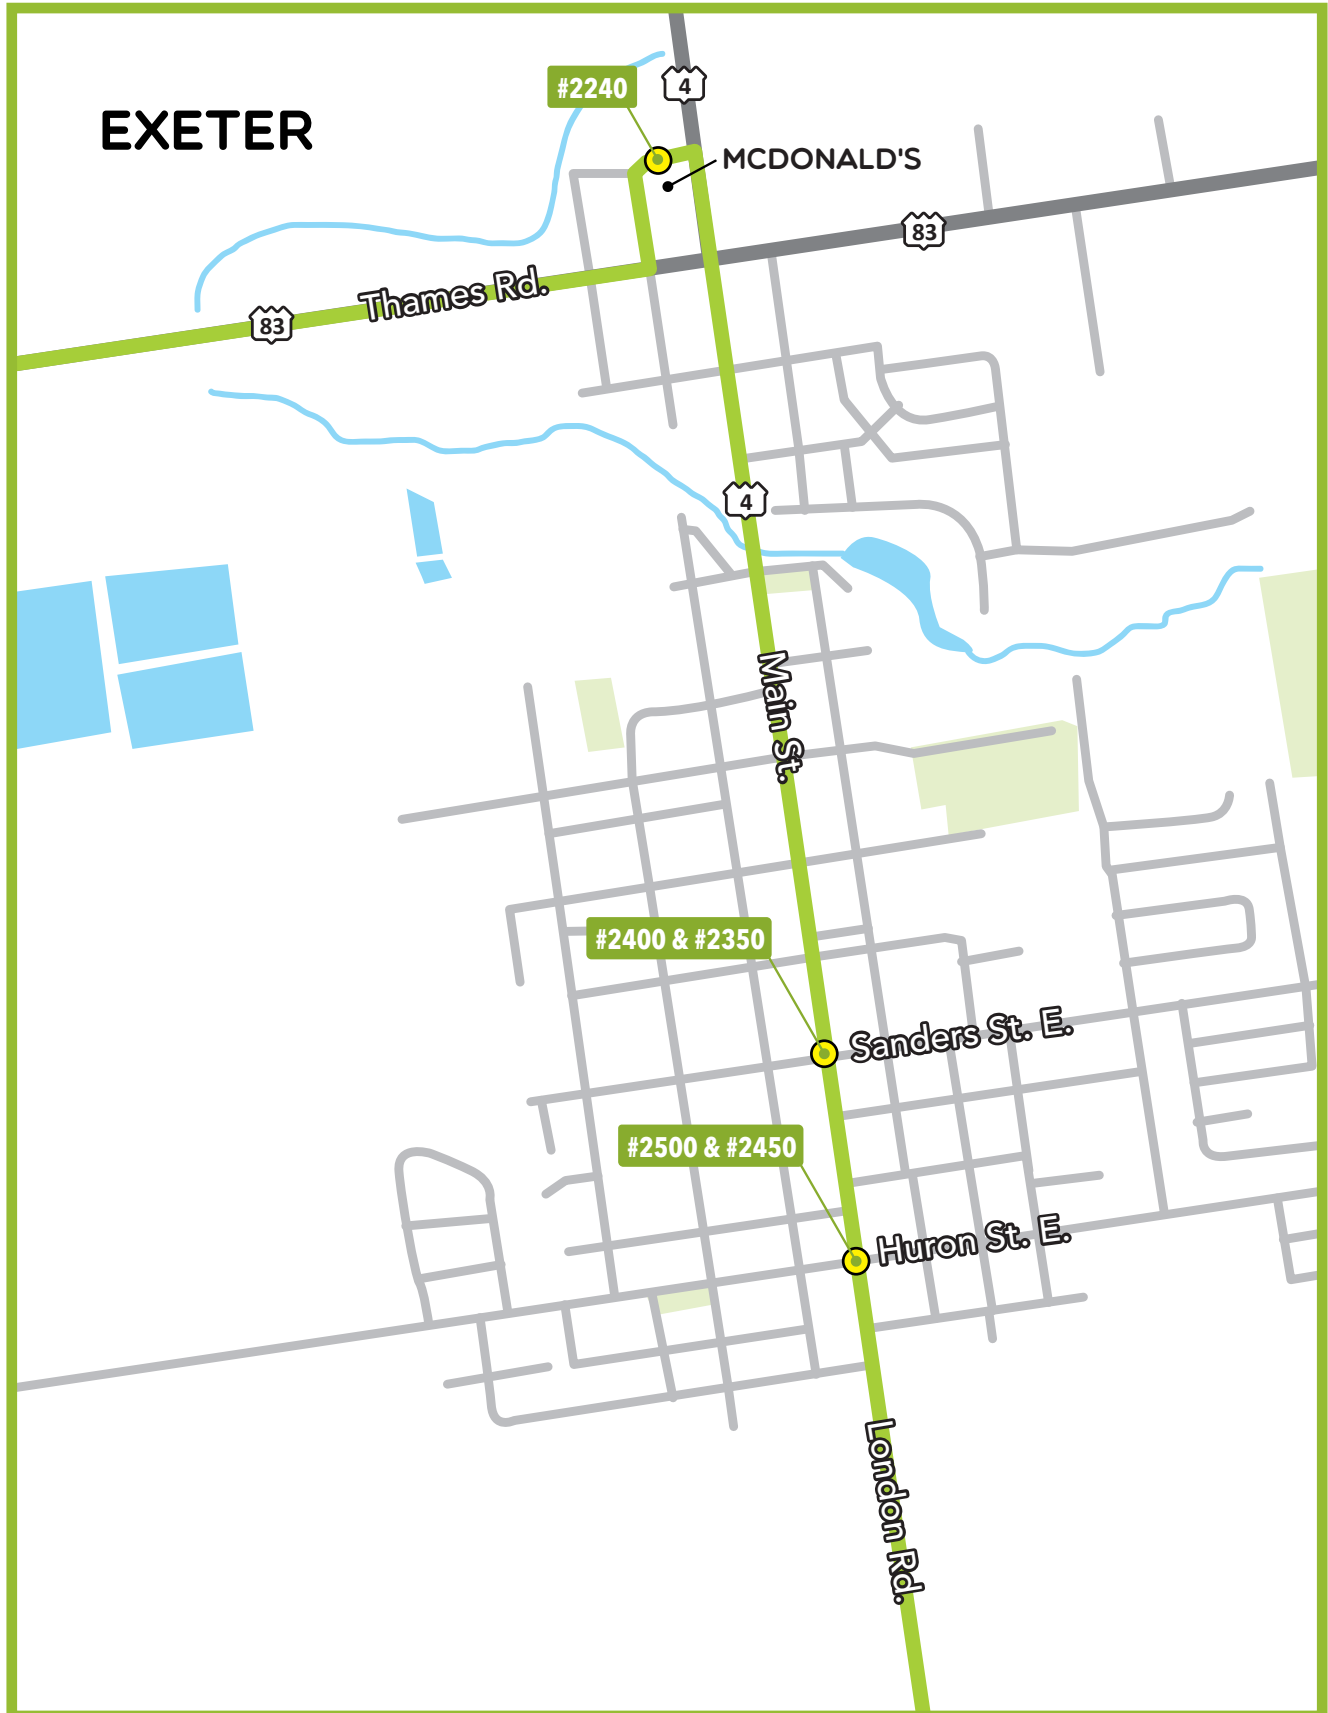 #2240
4
EXETER
MCDONALD'S
83
Thames Rd.
83
4
Main St.
#2400 & #2350
Sanders St. E.
#2500 & #2450
Huron St. E.
London Rd.